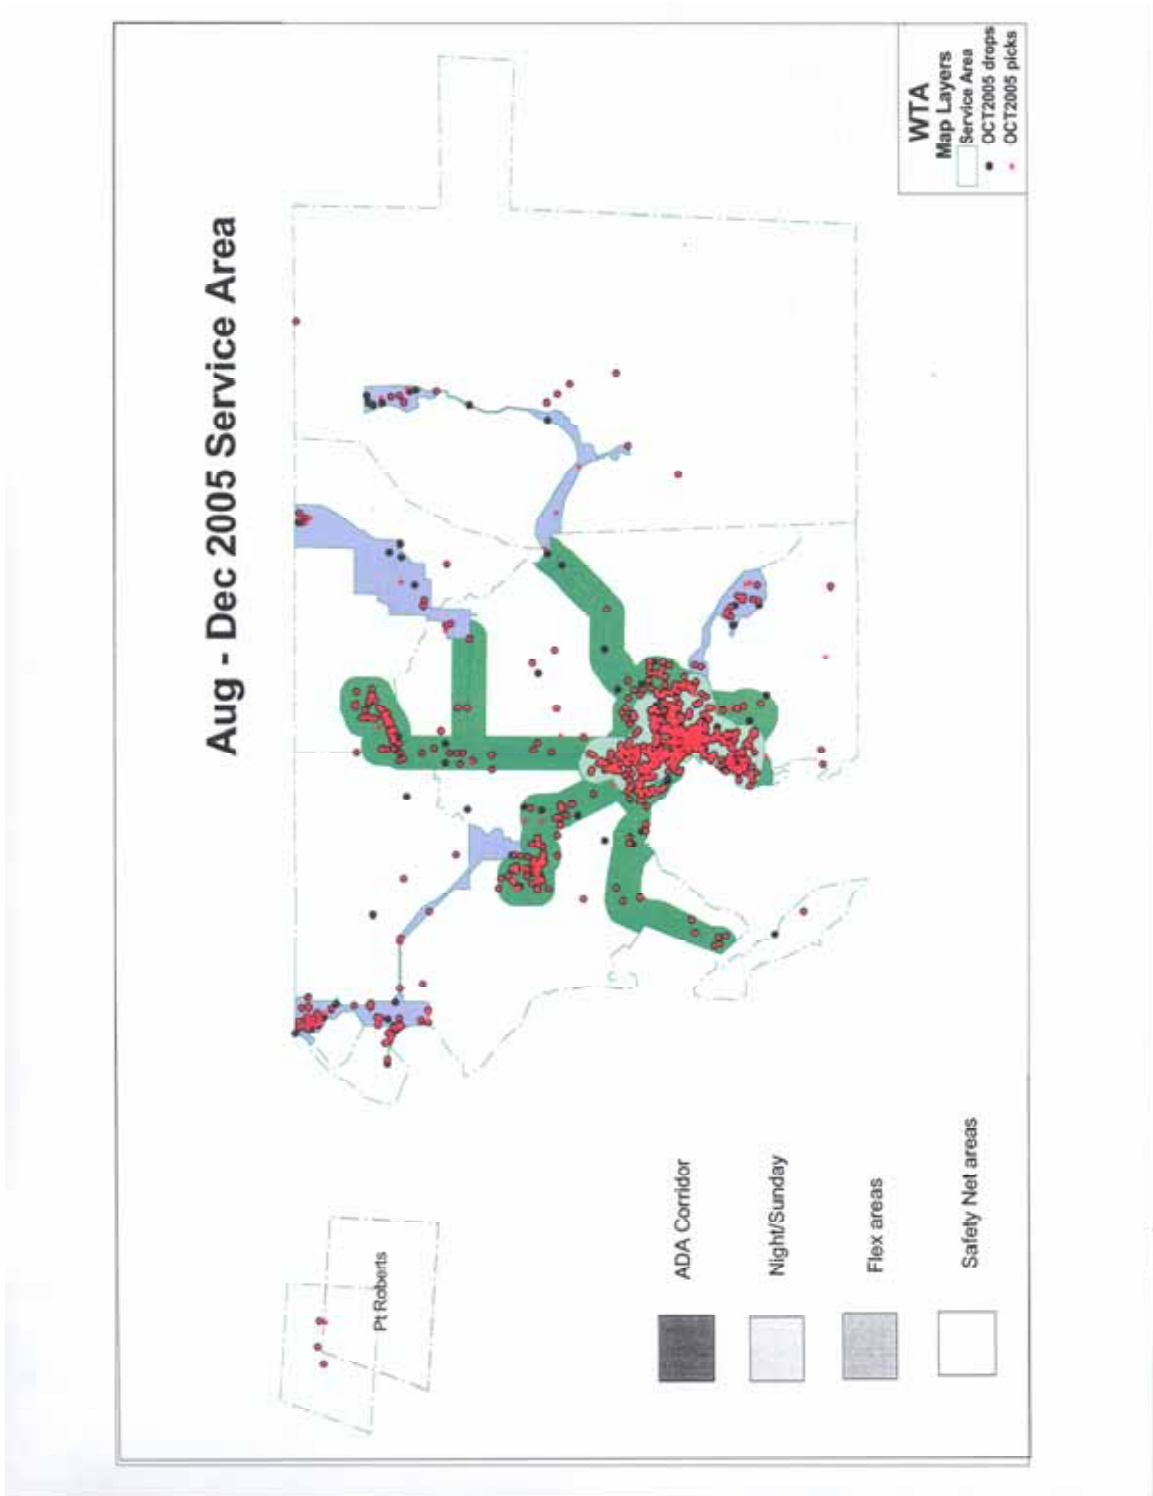 Aug - Dec 2005 Service Area
WTA
Map Layers
Service Area
OCT2005 drops
OCT2005 picks
Pt Roberts
ADA Corridor
Night/Sunday
Flex areas
Safety Net areas